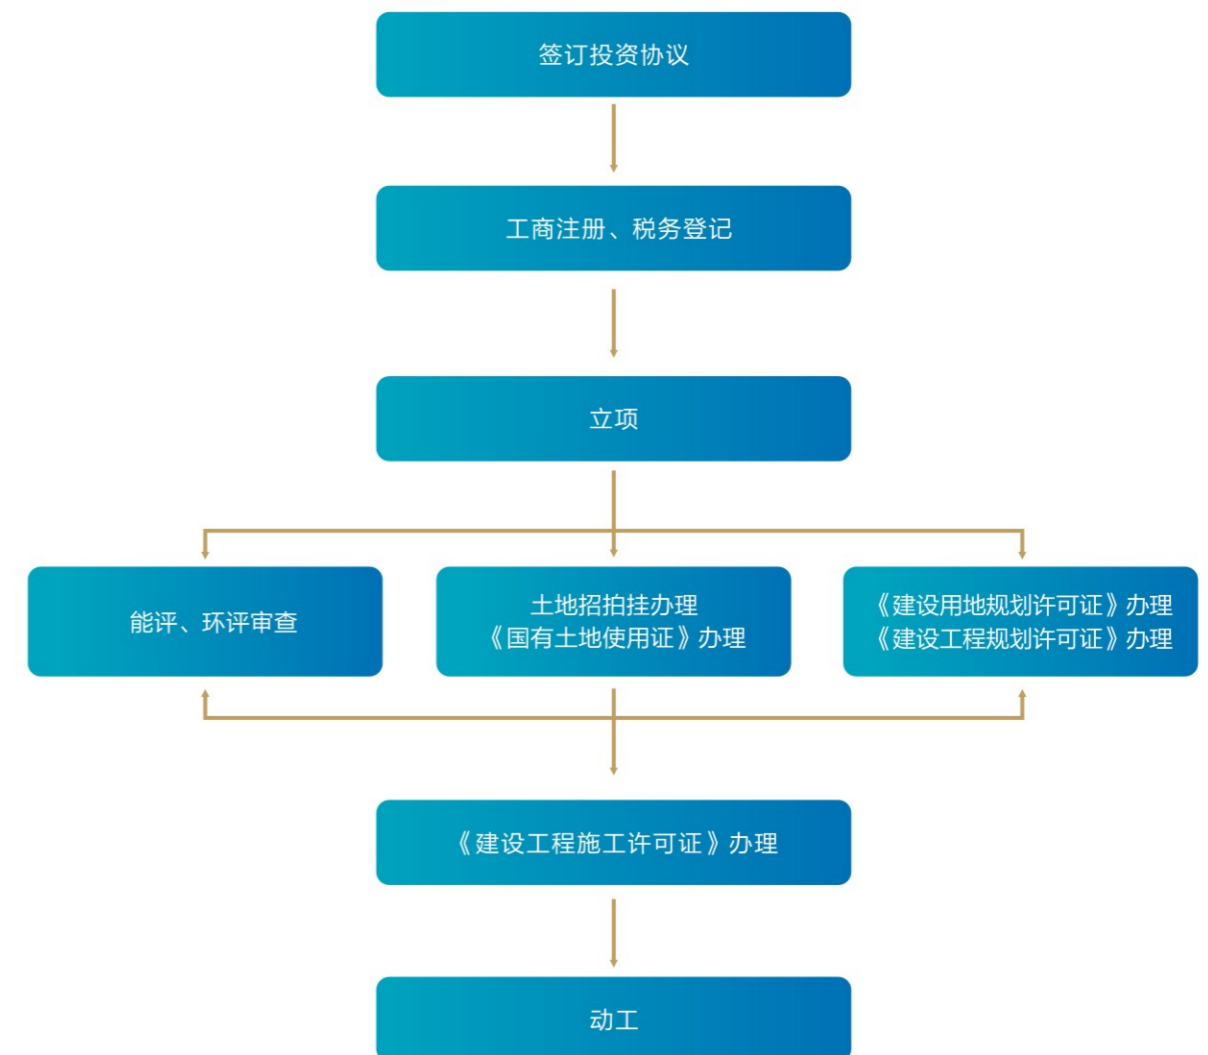 签订投资协议
工商注册、税务登记
立项
能评、环评审查
土地招拍挂办理
《国有土地使用证》办理
《建设用地规划许可证》办理
《建设工程规划许可证》办理
《建设工程施工许可证》办理
动工